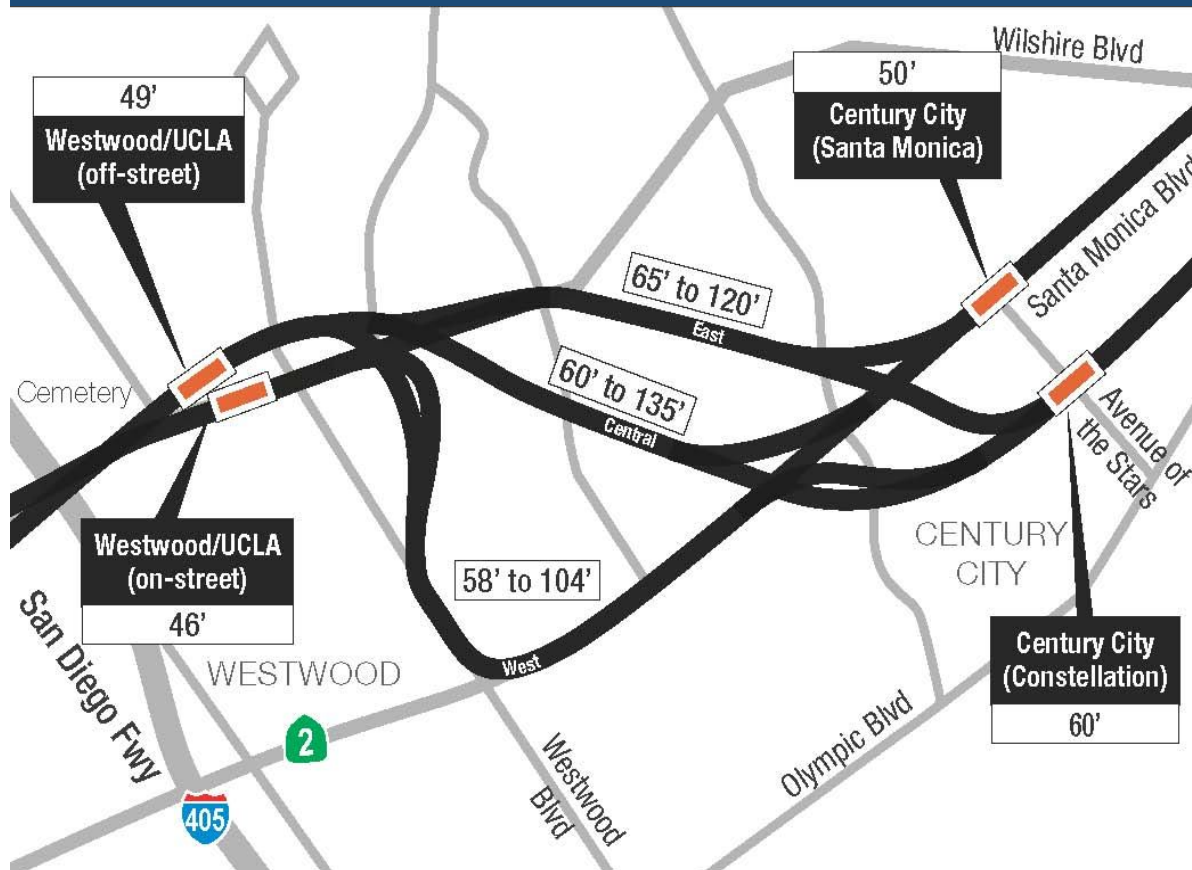 Wilshire Blvd
49’
Westwood/UCLA
(off-street)
50’
Century City
(Santa Monica)
Santa Monica Blvd
65’ to 120’
East
60’ to 135’
Central
Cemetery
Avenue of
the Stars
Westwood/UCLA
(on-street)
46’
58’ to 104’
West
CENTURY
CITY
Century City
(Constellation)
60’
San Diego Fwy
WESTWOOD
2
405
Westwood
Blvd
Olympic Blvd